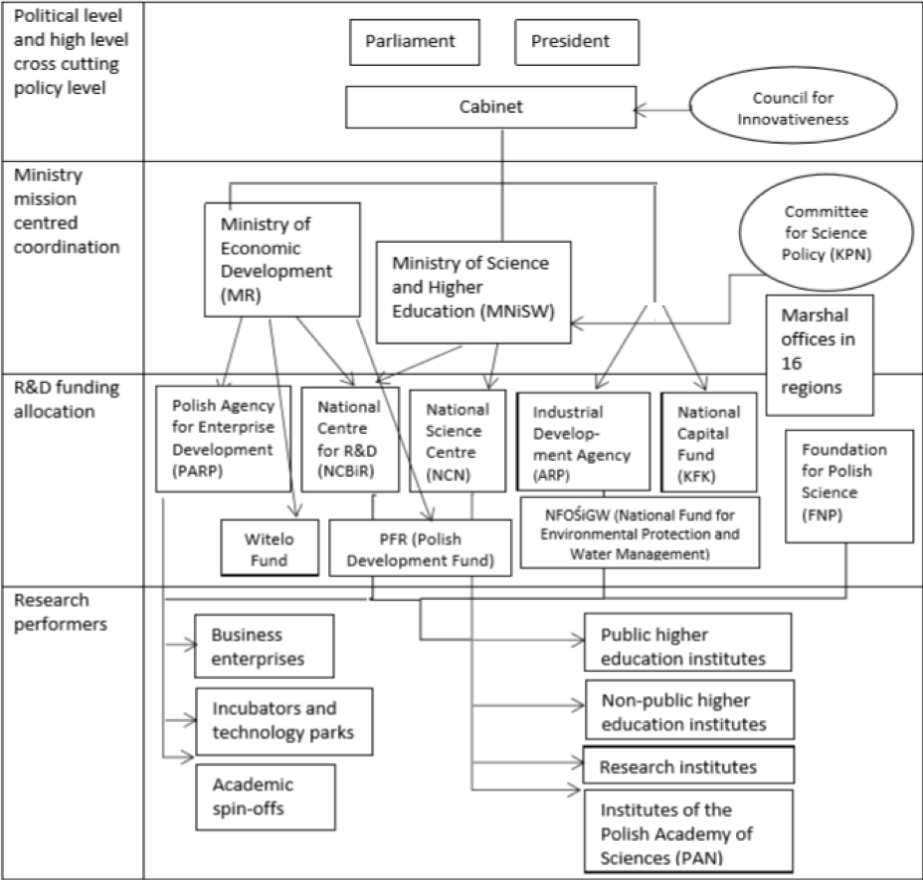 Political level
and high level
cross cutting
policy level
Parliament
President
Cabinet
Council for
Innovativeness
Ministry
mission
centred
coordination
Ministry of
Economic
Development
(MR)
Ministry of Science
and Higher
Education (MNiSW)
Committee
for Science
Policy (KPN)
Marshal
offices in
16
regions
R&D funding
allocation
Polish Agency
for Enterprise
Development
(PARP)
National
Centre
for R&D
(NCBiR)
National
Science
Centre
(NCN)
Industrial
Develop-
ment Agency
(ARP)
National
Capital
Fund
(KFK)
Foundation
for Polish
Science
(FNP)
Witelo
Fund
PFR (Polish
Development Fund)
NFOŚiGW (National Fund for
Environmental Protection and
Water Management)
Research
performers
Business
enterprises
Incubators and
technology parks
Academic
spin-offs
Public higher
education institutes
Non-public higher
education institutes
Research institutes
Institutes of the
Polish Academy of
Sciences (PAN)